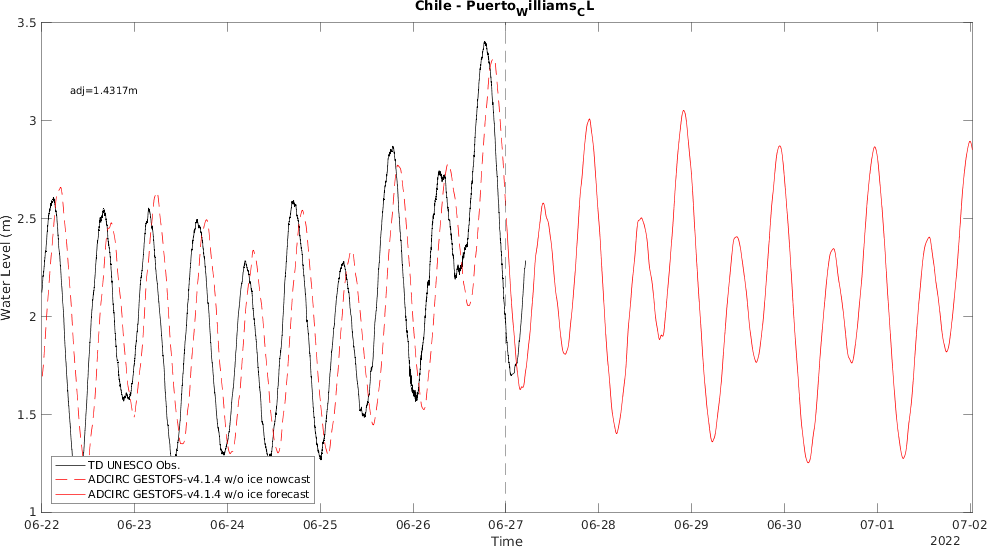 Chile - Puerto_Williams_CL
3.5
adj=1.4317m
3
2.5
Water Level (m)
2
1.5
TD UNESCO Obs.
ADCIRC GESTOFS-v4.1.4 w/o ice nowcast
ADCIRC GESTOFS-v4.1.4 w/o ice forecast
1
06-22 06-23 06-24 06-25 06-26 06-27 06-28 06-29 06-30 07-01 07-02
Time
2022